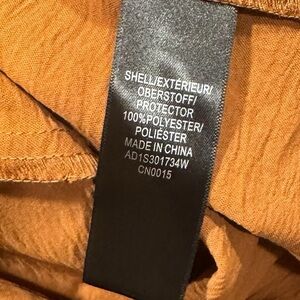 SHELL/EXTÉRIEUR/
OBERSTOFF/
PROTECTOR
100%POLYESTER/
POLIÉSTER
MADE IN CHINA
AD1S301734W
CN0015